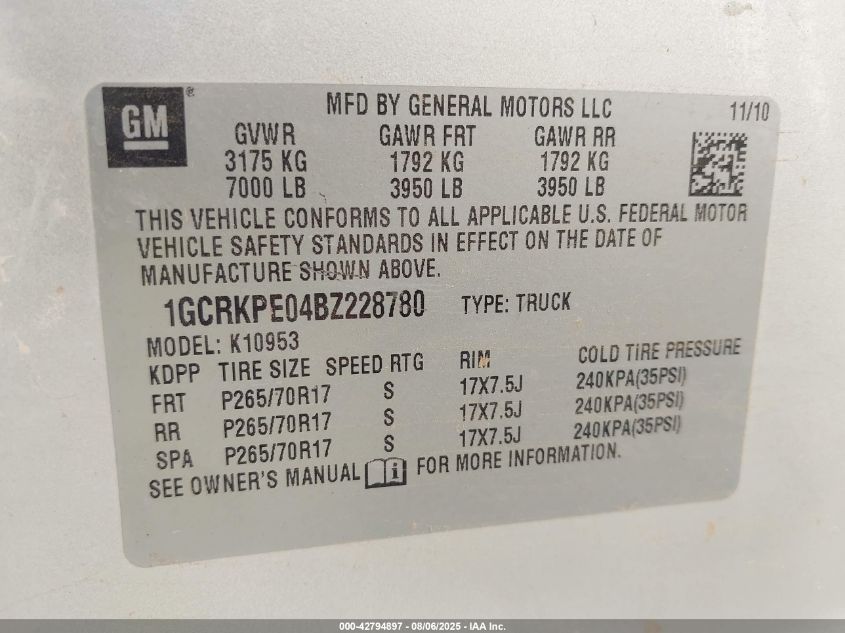 GM®
MFD BY GENERAL MOTORS LLC 11/10
GVWR GAWR FRT GAWR RR
3175 KG 1792 KG 1792 KG
7000 LB 3950 LB 3950 LB
THIS VEHICLE CONFORMS TO ALL APPLICABLE U.S. FEDERAL MOTOR
VEHICLE SAFETY STANDARDS IN EFFECT ON THE DATE OF
MANUFACTURE SHOWN ABOVE.
1GCRKPE04BZ228780 TYPE: TRUCK
MODEL: K10953
KDPP TIRE SIZE SPEED RTG RIM COLD TIRE PRESSURE
FRT P265/70R17 S 17X7.5J 240KPA(35PSI)
RR P265/70R17 S 17X7.5J 240KPA(35PSI)
SPA P265/70R17 S 17X7.5J 240KPA(35PSI)
SEE OWNER'S MANUAL FOR MORE INFORMATION.
000-42794897 - 08/06/2025 - IAA Inc.